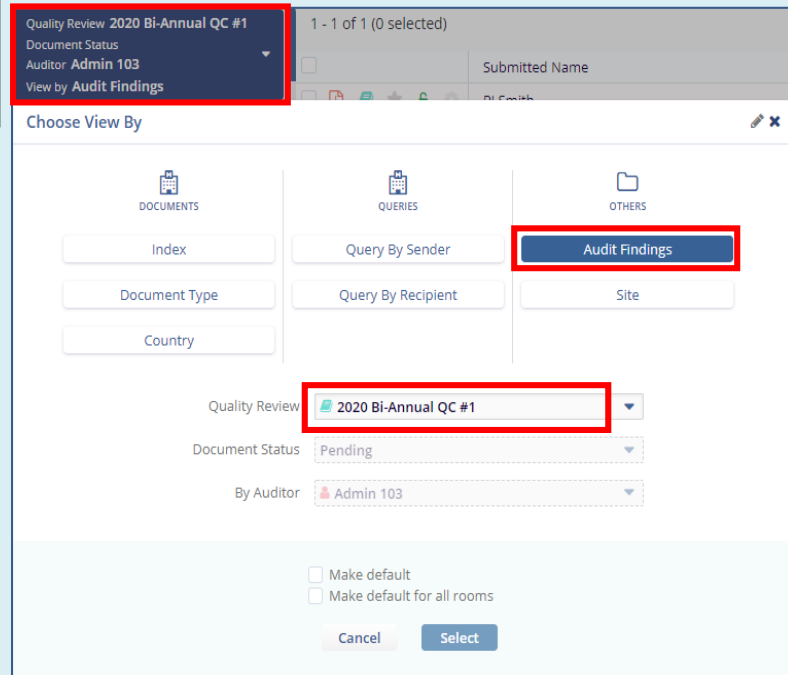 Quality Review 2020 Bi-Annual QC #1
Document Status
Auditor Admin 103
View by Audit Findings
1 - 1 of 1 (0 selected)
Submitted Name
PI Smith
Choose View By
DOCUMENTS
QUERIES
OTHERS
Index
Query By Sender
Audit Findings
Document Type
Query By Recipient
Site
Country
Quality Review 2020 Bi-Annual QC #1
Document Status Pending
By Auditor Admin 103
Make default
Make default for all rooms
Cancel
Select